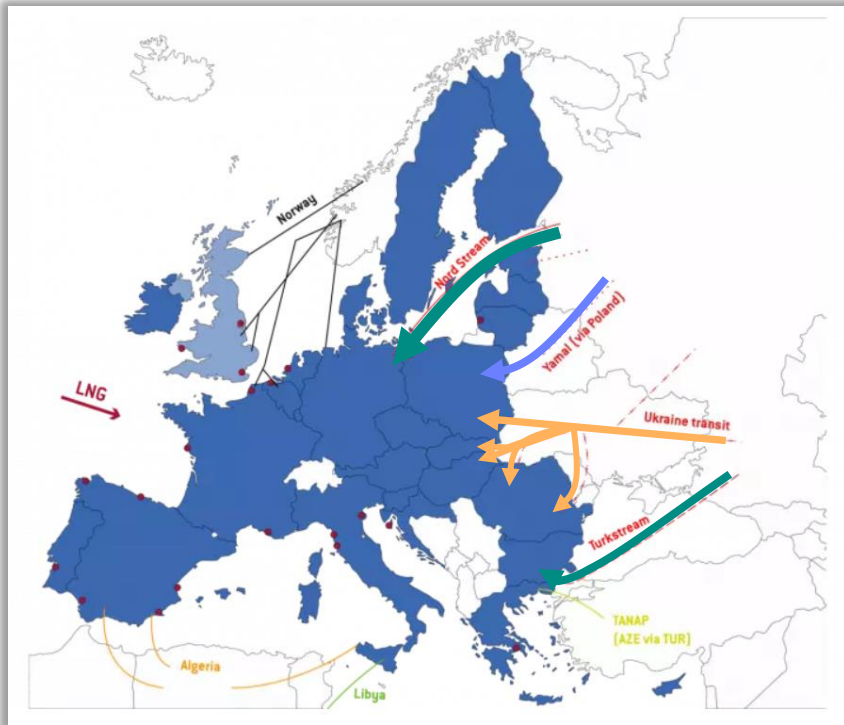 Norway
Nord Stream
Yamal (via Poland)
LNG
Ukraine transit
Turkstream
TANAP
(AZE via TUR)
Algeria
Libya